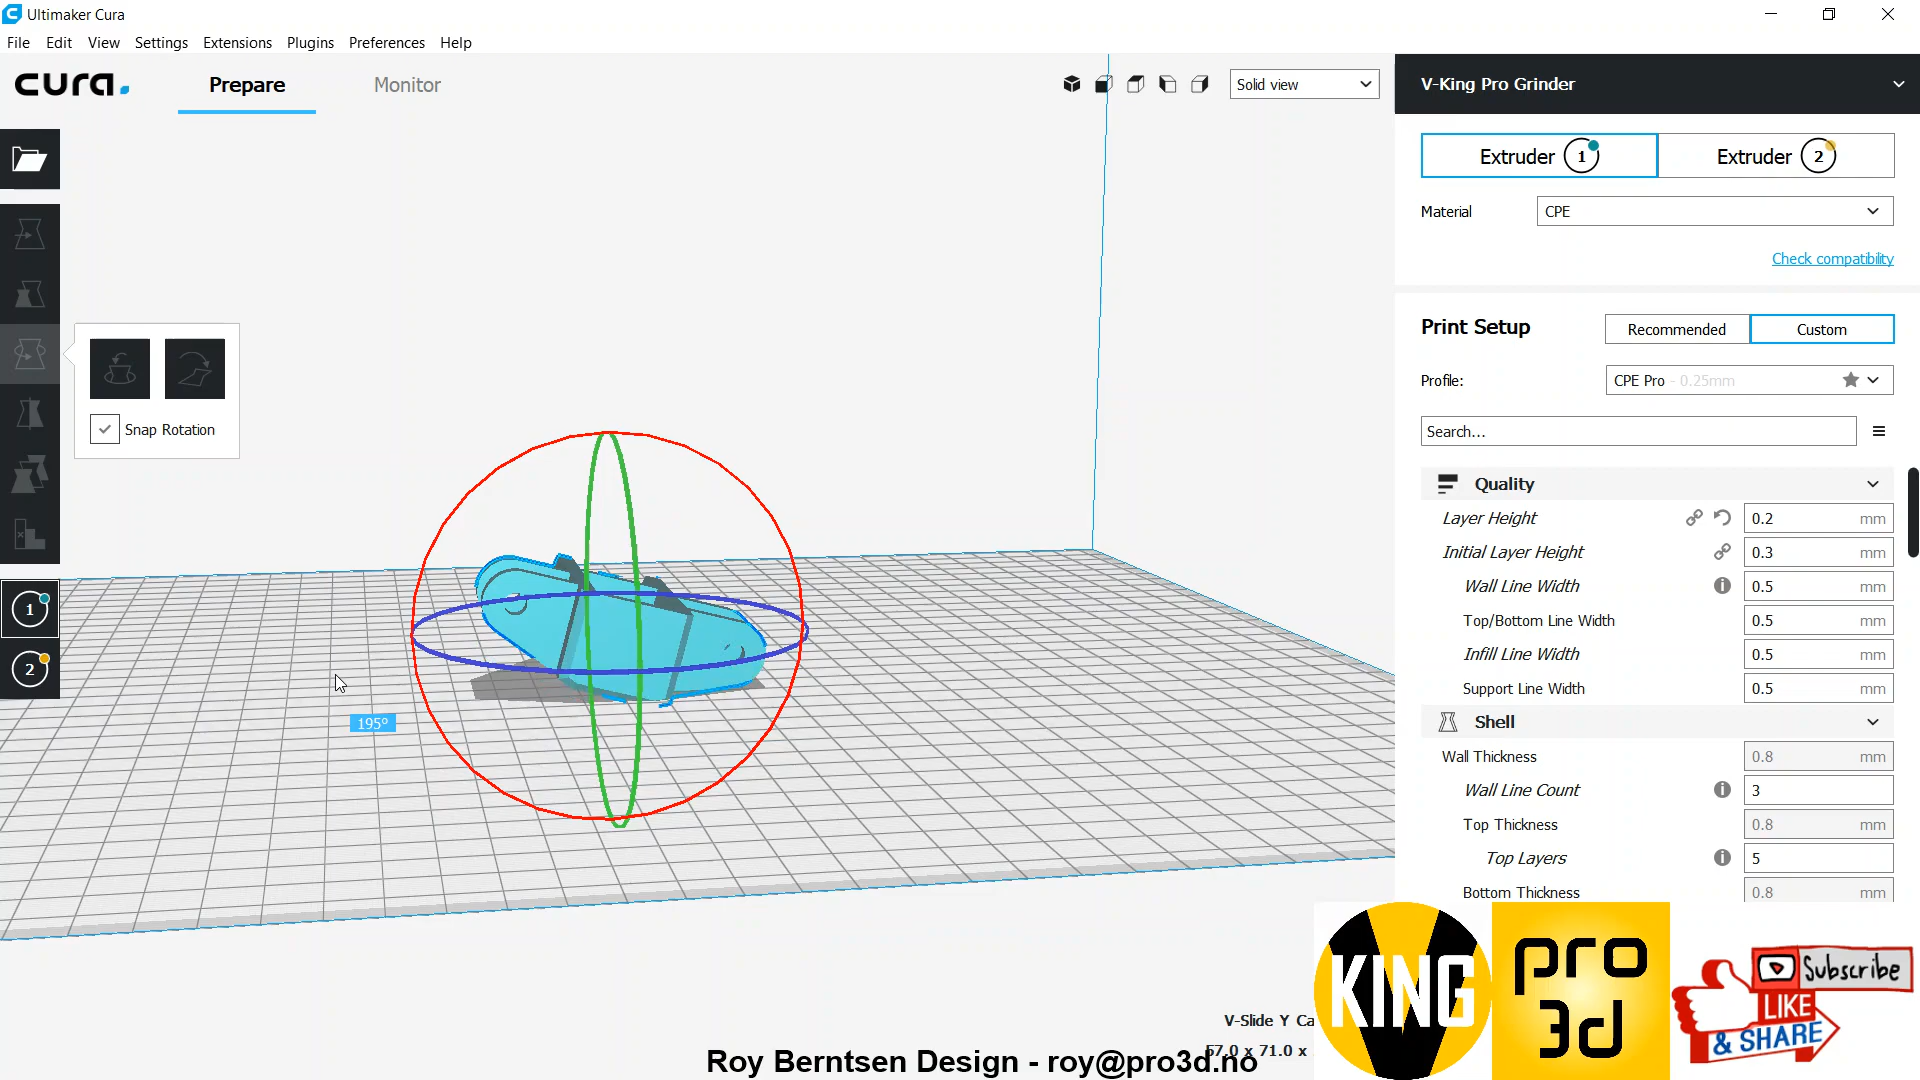 Ultimaker Cura
File Edit View Settings Extensions Plugins Preferences Help
cura.
Prepare
Monitor
Solid view
V-King Pro Grinder
Extruder 1
Extruder 2
Material
CPE
Check compatibility
Print Setup
Recommended
Custom
Profile:
CPE Pro - 0.25mm
Search...
Quality
Layer Height 0.2 mm
Initial Layer Height 0.3 mm
Wall Line Width 0.5 mm
Top/Bottom Line Width 0.5 mm
Infill Line Width 0.5 mm
Support Line Width 0.5 mm
Shell
Wall Thickness 0.8 mm
Wall Line Count 3
Top Thickness 0.8 mm
Top Layers 5
Bottom Thickness 0.8 mm
Snap Rotation
1
2
195°
V-Slide Y Ca
57.0 x 71.0 x
Roy Berntsen Design - roy@pro3d.no
KING
pro
3d
Subscribe
LIKE
& SHARE